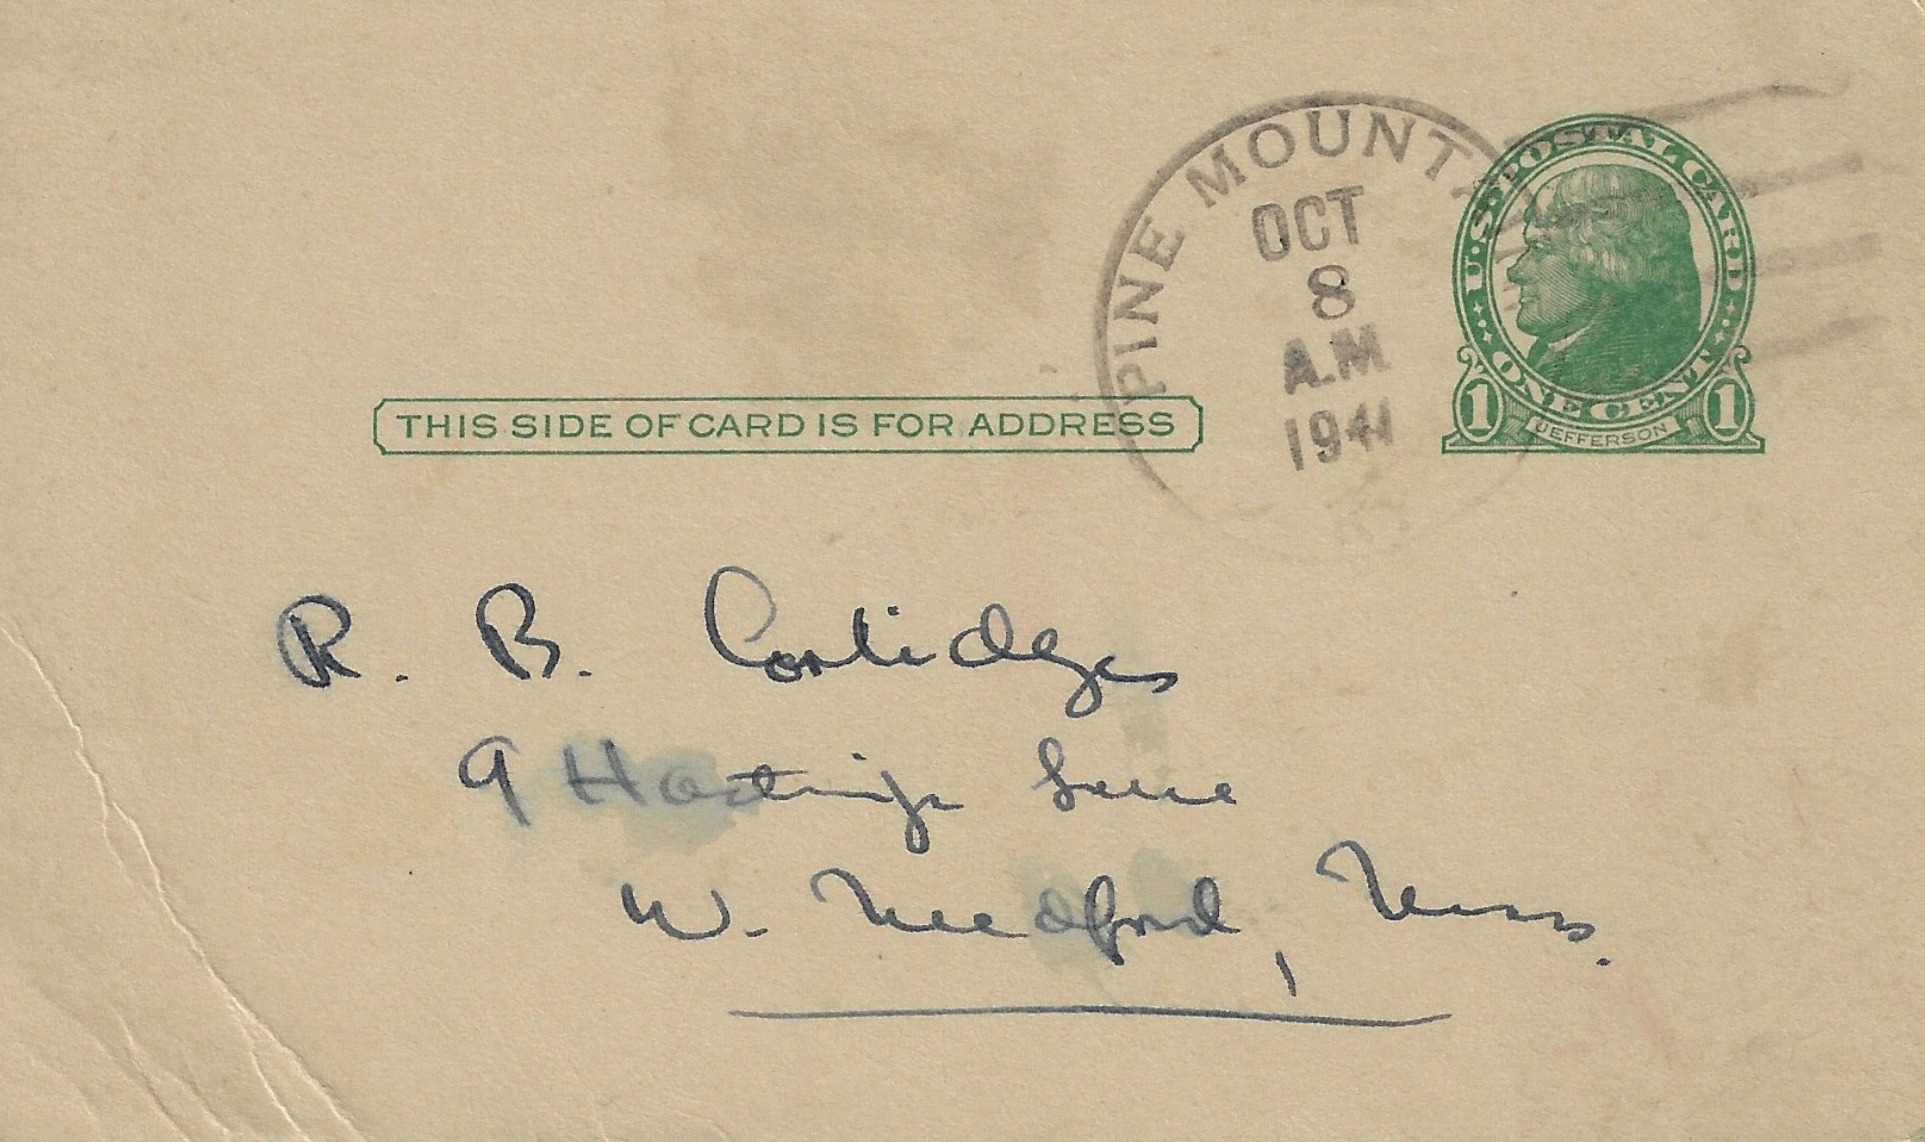 PINE MOUNT
OCT
8
A.M
1941
U.S. POSTAL CARD
ONE CENT
1 JEFFERSON 1
THIS SIDE OF CARD IS FOR ADDRESS
R. B.
9 Hastings Lane
W. Medford, Mass.